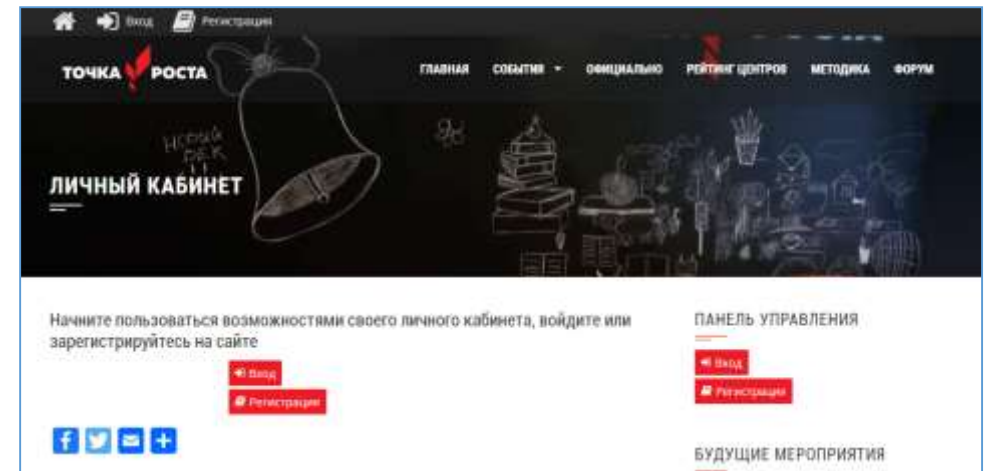 Вход Регистрация
ТОЧКА РОСТА
ГЛАВНАЯ СОБЫТИЯ ОФИЦИАЛЬНО РЕЙТИНГ ЦЕНТРОВ МЕТОДИКА ФОРУМ
ЛИЧНЫЙ КАБИНЕТ
Начните пользоваться возможностями своего личного кабинета, войдите или
зарегистрируйтесь на сайте
Вход
Регистрация
ПАНЕЛЬ УПРАВЛЕНИЯ
Вход
Регистрация
БУДУЩИЕ МЕРОПРИЯТИЯ